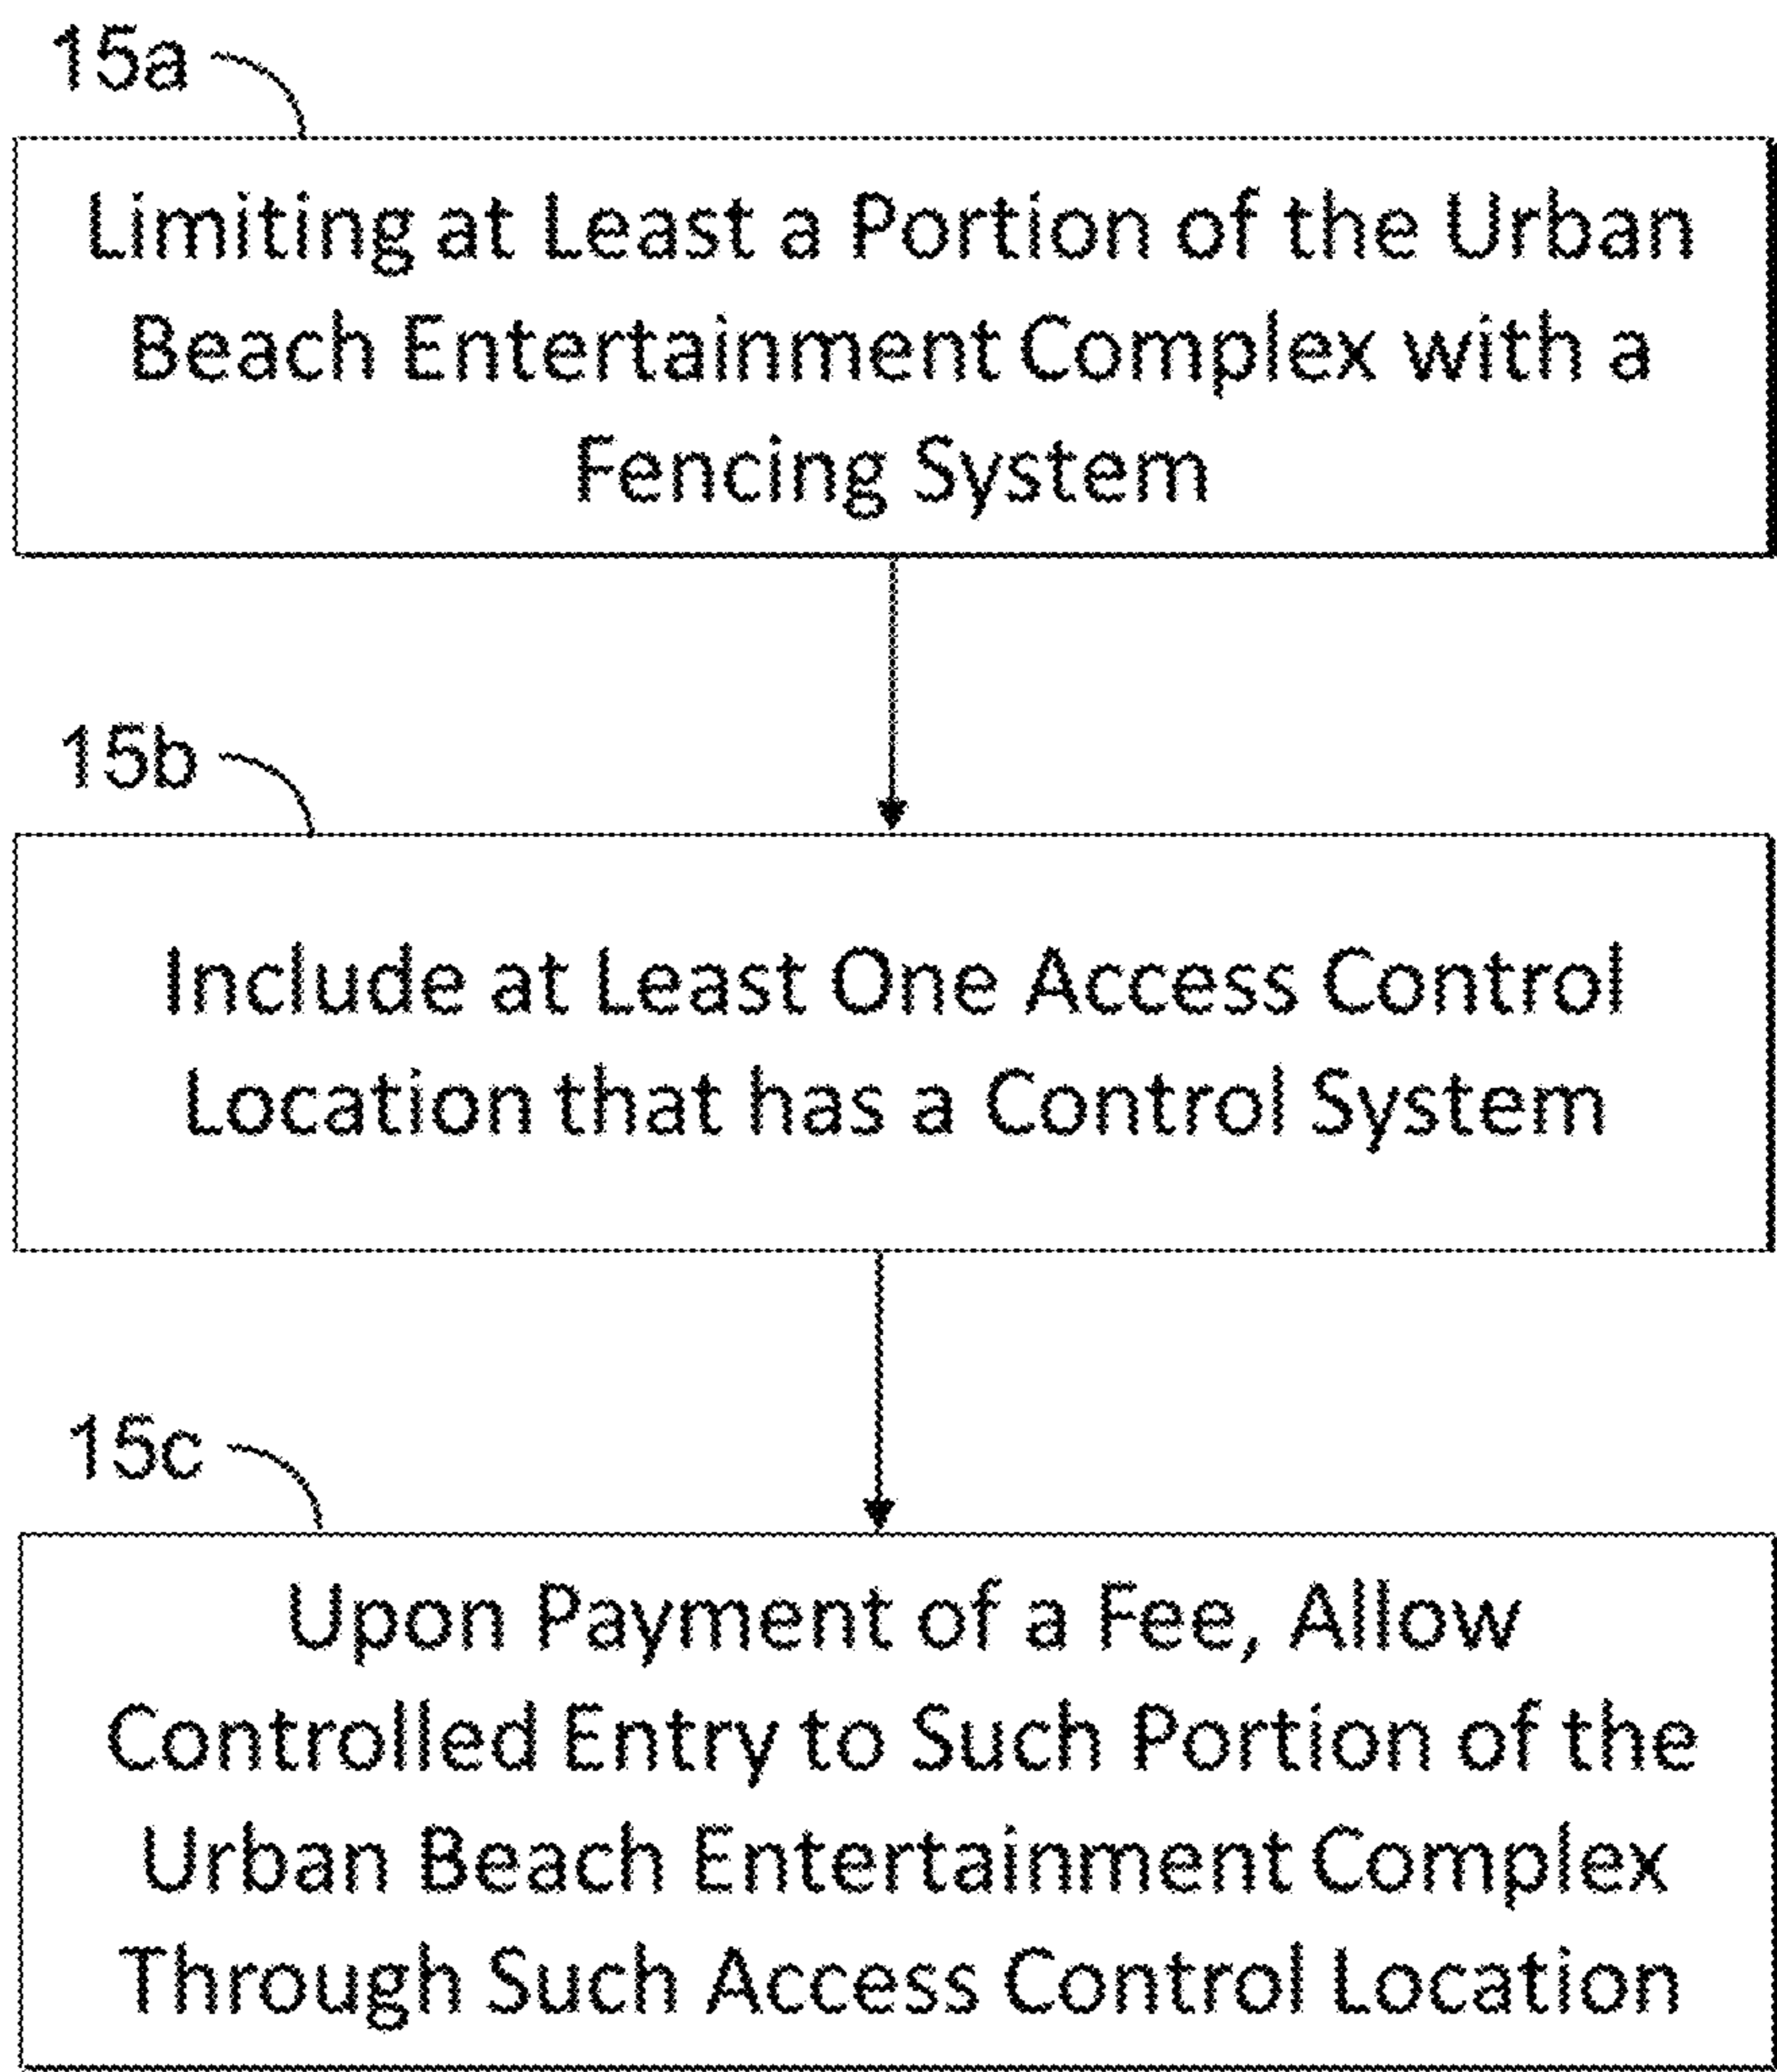 15a
Limiting at Least a Portion of the Urban
Beach Entertainment Complex with a
Fencing System
15b
Include at Least One Access Control
Location that has a Control System
15c
Upon Payment of a Fee, Allow
Controlled Entry to Such Portion of the
Urban Beach Entertainment Complex
Through Such Access Control Location